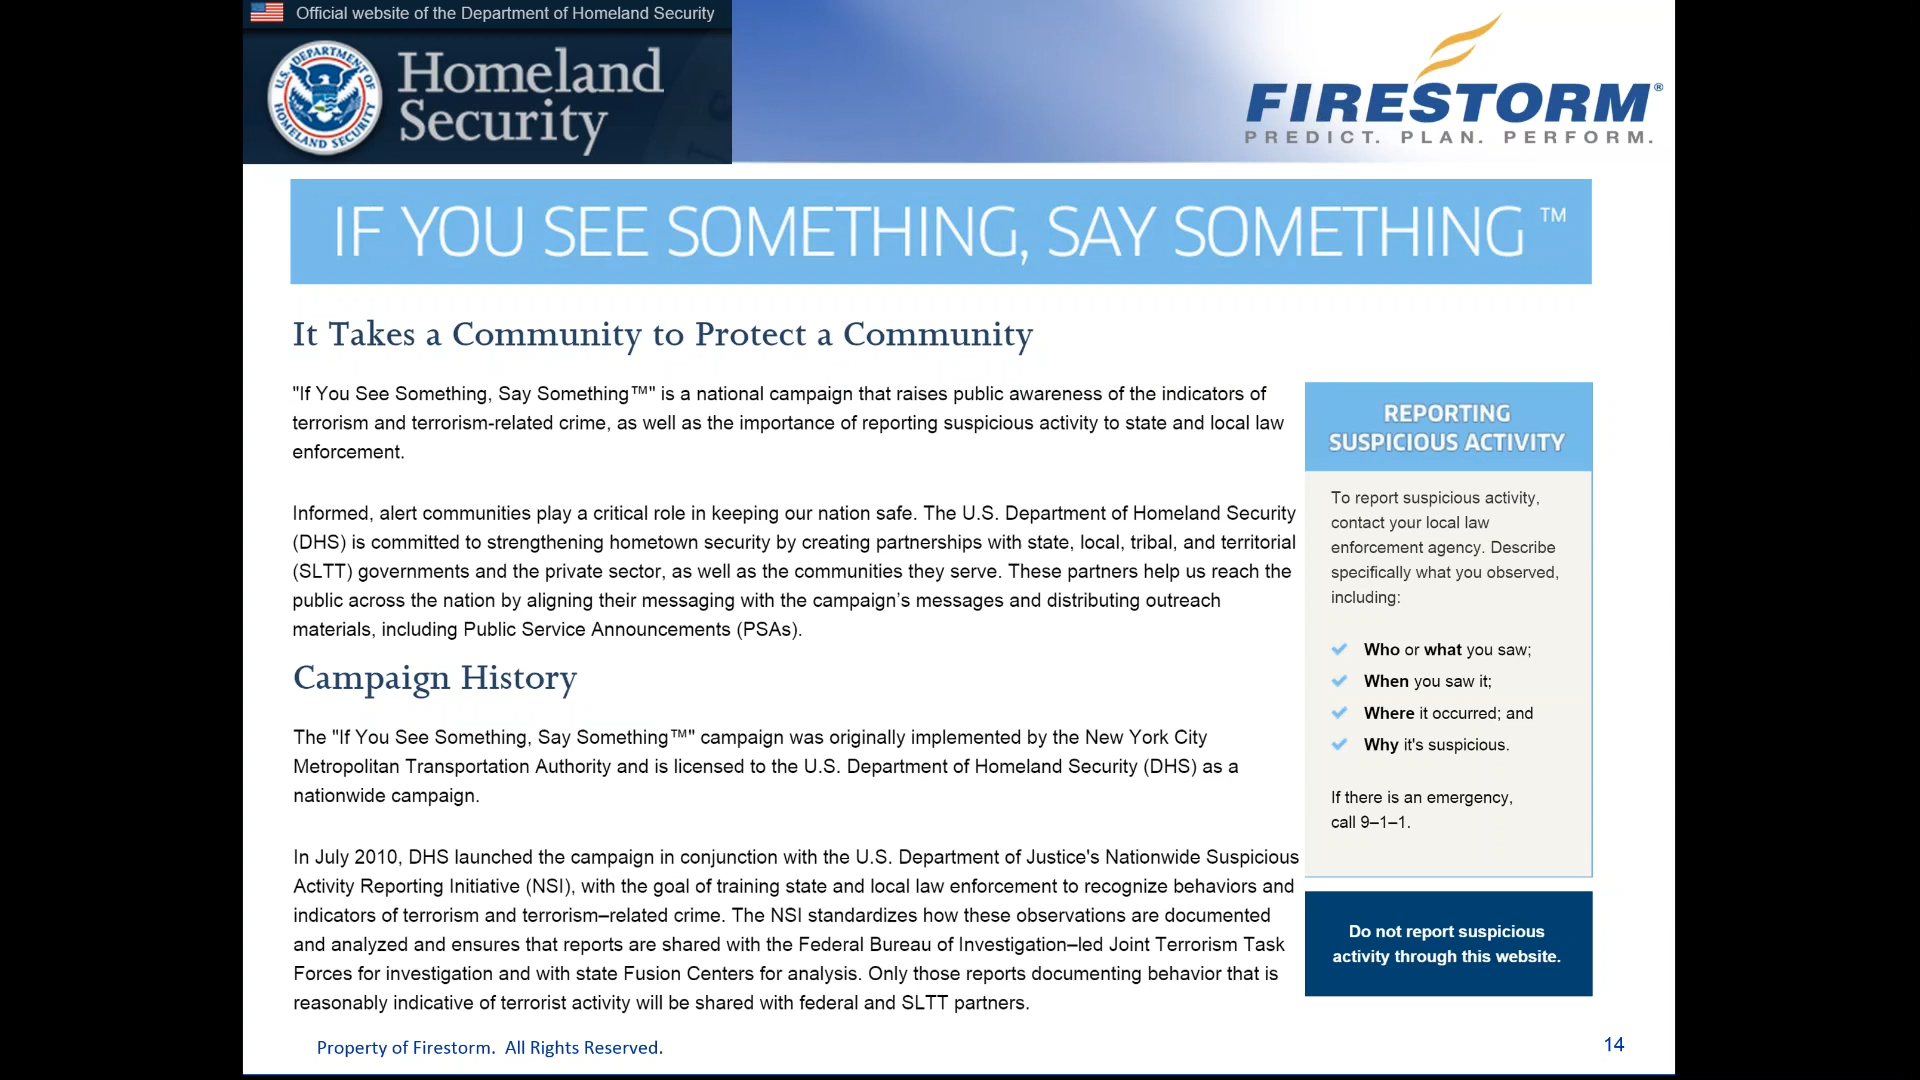 Official website of the Department of Homeland Security
U.S. DEPARTMENT OF
HOMELAND SECURITY
Homeland
Security
FIRESTORM®
PREDICT. PLAN. PERFORM.
IF YOU SEE SOMETHING, SAY SOMETHING ™
It Takes a Community to Protect a Community
"If You See Something, Say Something™" is a national campaign that raises public awareness of the indicators of
terrorism and terrorism-related crime, as well as the importance of reporting suspicious activity to state and local law
enforcement.
Informed, alert communities play a critical role in keeping our nation safe. The U.S. Department of Homeland Security
(DHS) is committed to strengthening hometown security by creating partnerships with state, local, tribal, and territorial
(SLTT) governments and the private sector, as well as the communities they serve. These partners help us reach the
public across the nation by aligning their messaging with the campaign’s messages and distributing outreach
materials, including Public Service Announcements (PSAs).
Campaign History
The "If You See Something, Say Something™" campaign was originally implemented by the New York City
Metropolitan Transportation Authority and is licensed to the U.S. Department of Homeland Security (DHS) as a
nationwide campaign.
In July 2010, DHS launched the campaign in conjunction with the U.S. Department of Justice's Nationwide Suspicious
Activity Reporting Initiative (NSI), with the goal of training state and local law enforcement to recognize behaviors and
indicators of terrorism and terrorism–related crime. The NSI standardizes how these observations are documented
and analyzed and ensures that reports are shared with the Federal Bureau of Investigation–led Joint Terrorism Task
Forces for investigation and with state Fusion Centers for analysis. Only those reports documenting behavior that is
reasonably indicative of terrorist activity will be shared with federal and SLTT partners.
REPORTING
SUSPICIOUS ACTIVITY
To report suspicious activity,
contact your local law
enforcement agency. Describe
specifically what you observed,
including:
Who or what you saw;
When you saw it;
Where it occurred; and
Why it's suspicious.
If there is an emergency,
call 9–1–1.
Do not report suspicious
activity through this website.
Property of Firestorm. All Rights Reserved.
14